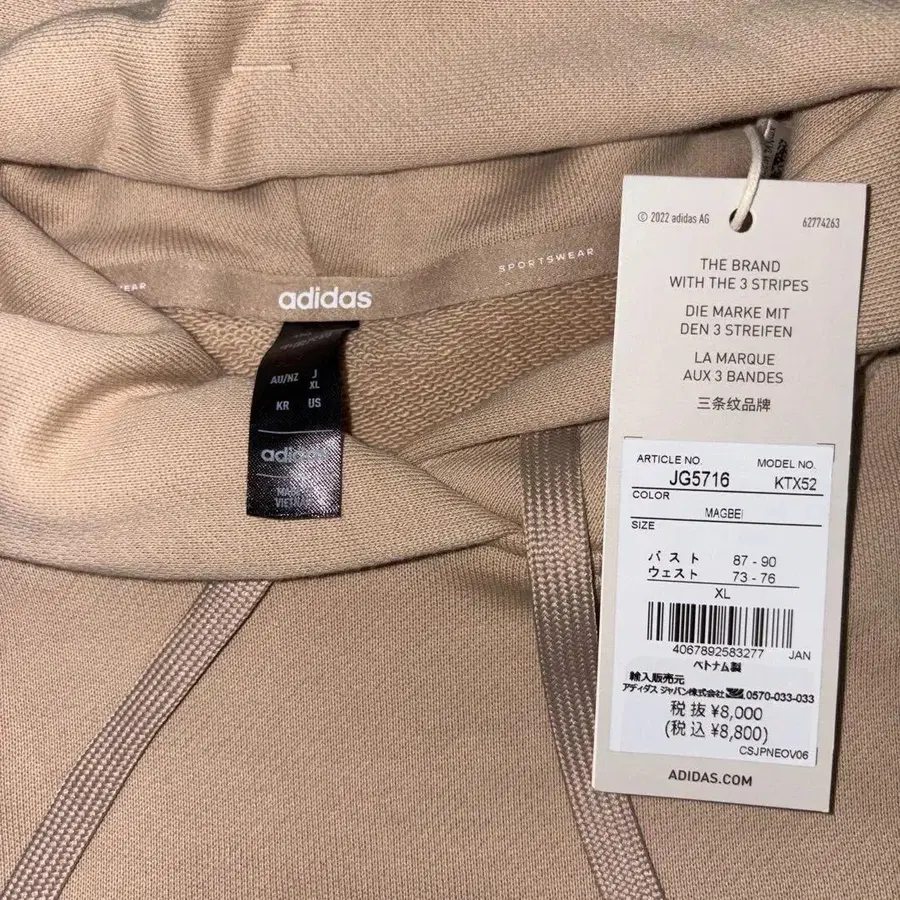 WEAR
adidas
SPORTSWEAR
AU/NZ J
XL
KR US
adidas
© 2022 adidas AG 62774263
THE BRAND
WITH THE 3 STRIPES
DIE MARKE MIT
DEN 3 STREIFEN
LA MARQUE
AUX 3 BANDES
三条纹品牌
ARTICLE NO. MODEL NO.
JG5716 KTX52
COLOR
MAGBEI
SIZE
バスト 87 - 90
ウェスト 73 - 76
XL
4067892583277 JAN
ベトナム製
輸入販売元
アディダス ジャパン株式会社 0570-033-033
税抜 ¥8,000
(税込 ¥8,800)
CSJPNEOV06
ADIDAS.COM